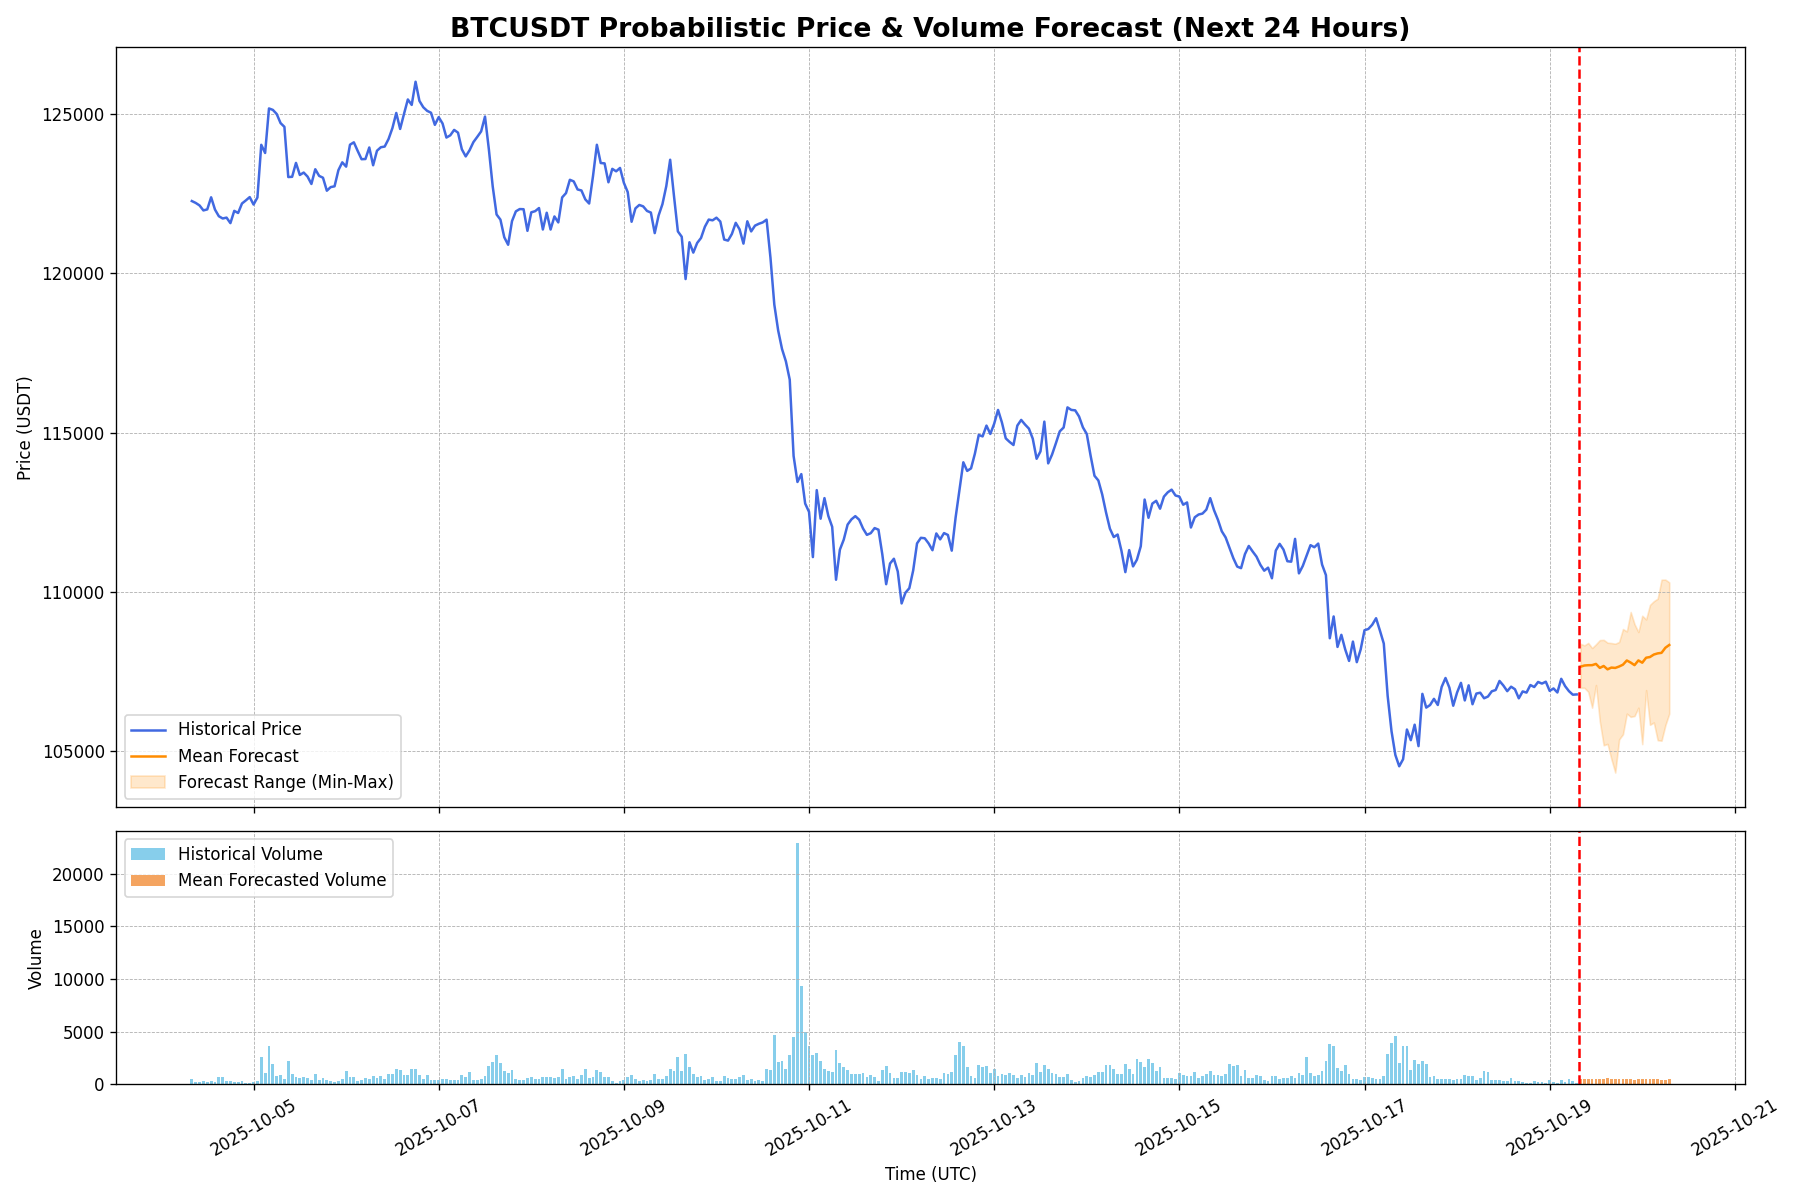 BTCUSDT Probabilistic Price & Volume Forecast (Next 24 Hours)
Price (USDT)
125000
120000
115000
110000
105000
Historical Price
Mean Forecast
Forecast Range (Min-Max)
Volume
20000
15000
10000
5000
0
Historical Volume
Mean Forecasted Volume
2025-10-05
2025-10-07
2025-10-09
2025-10-11
2025-10-13
2025-10-15
2025-10-17
2025-10-19
2025-10-21
Time (UTC)